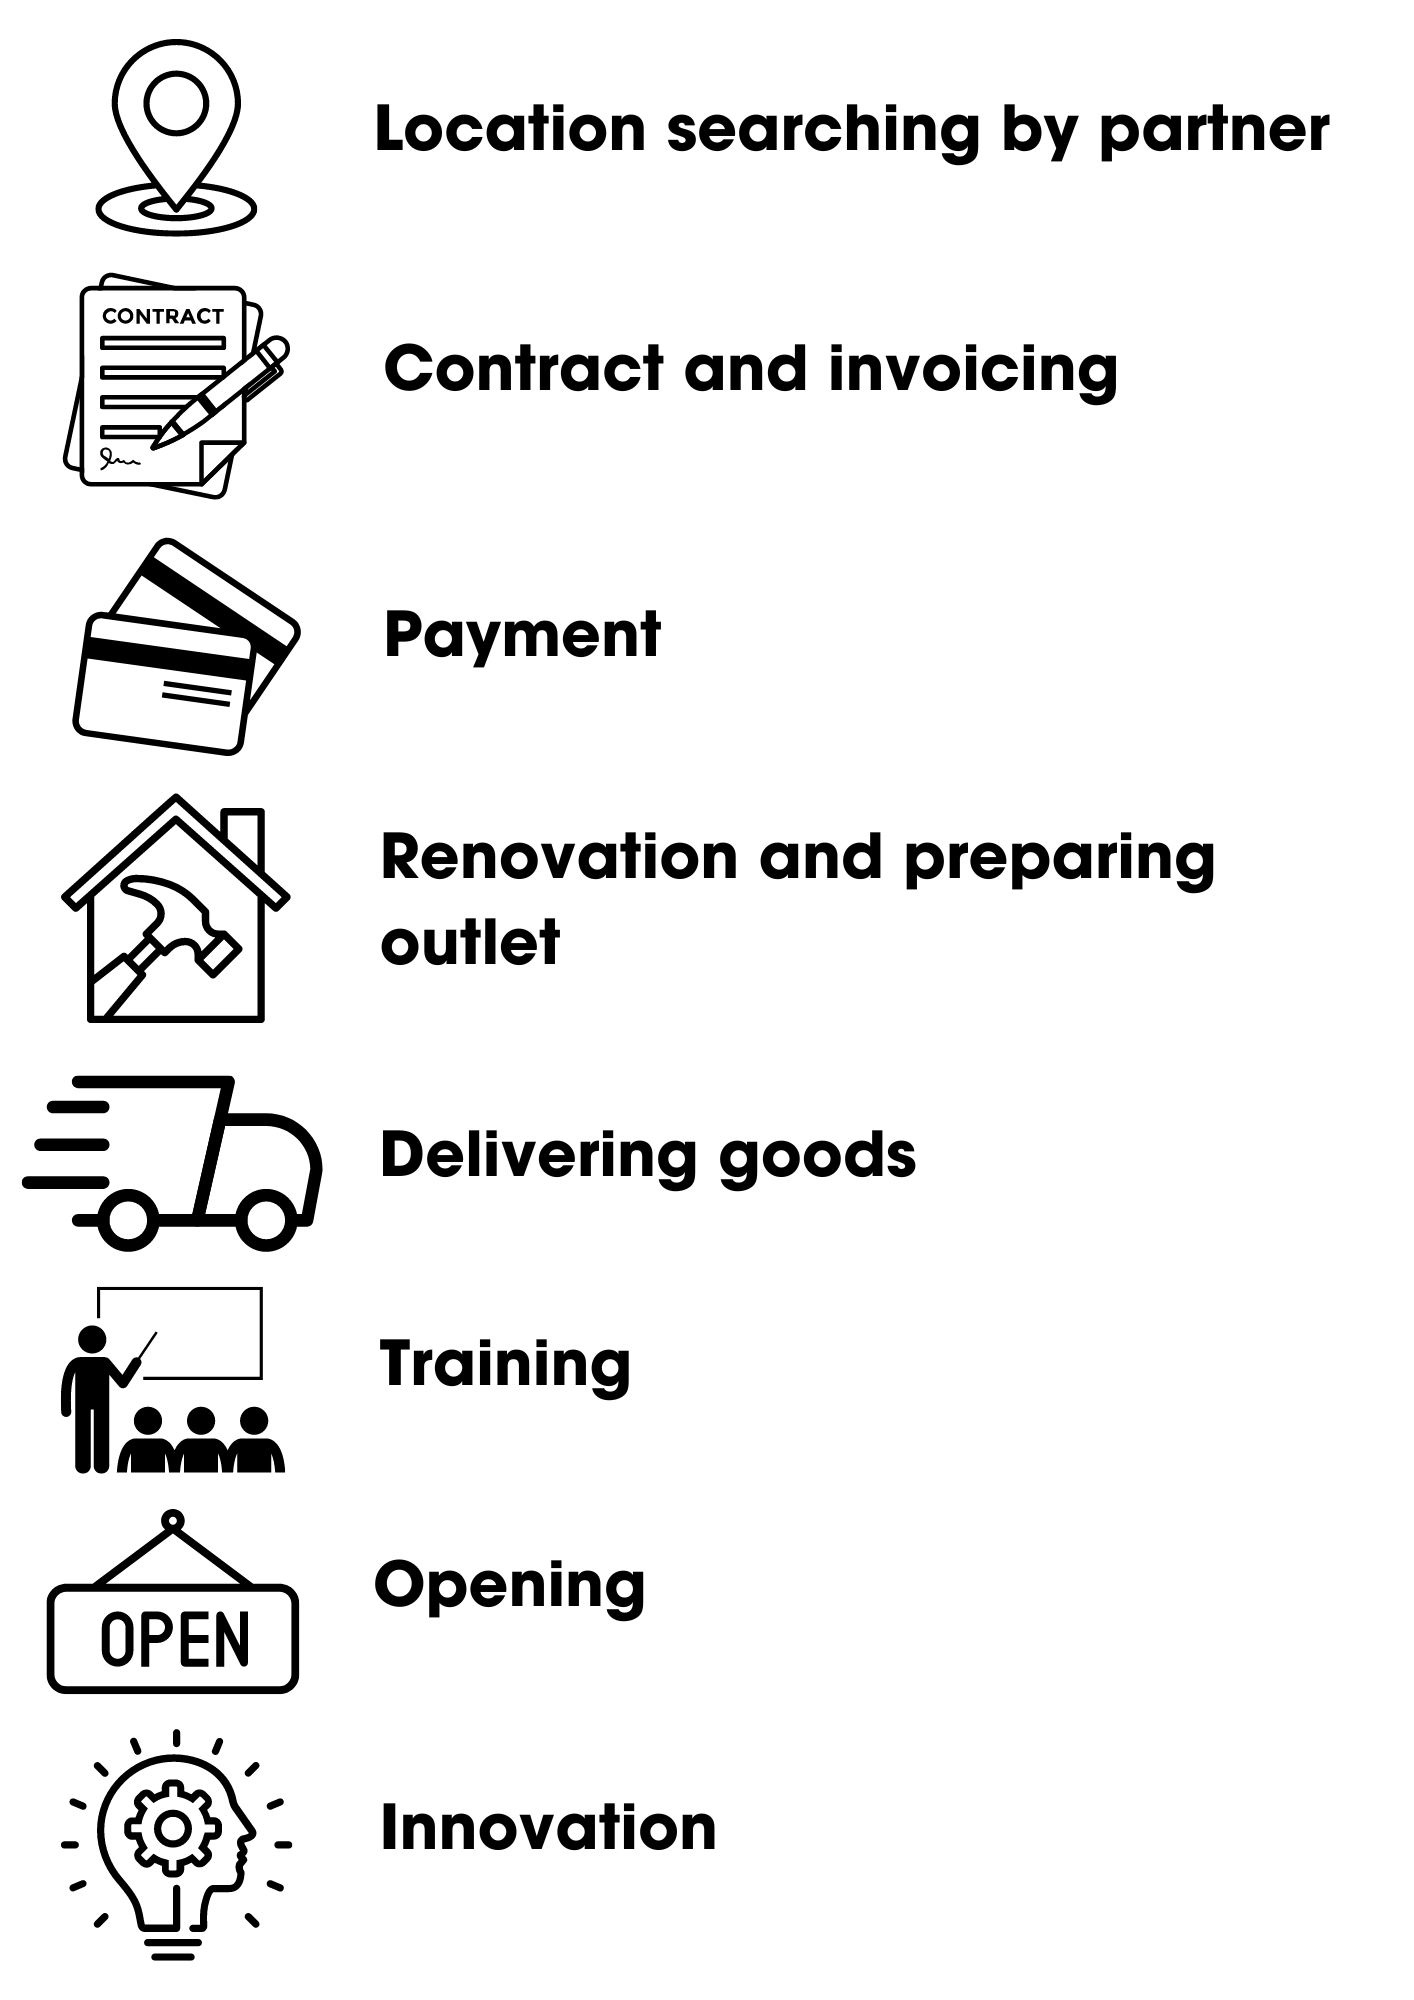 Location searching by partner
CONTRACT
Contract and invoicing
Payment
Renovation and preparing
outlet
Delivering goods
Training
Opening
OPEN
Innovation